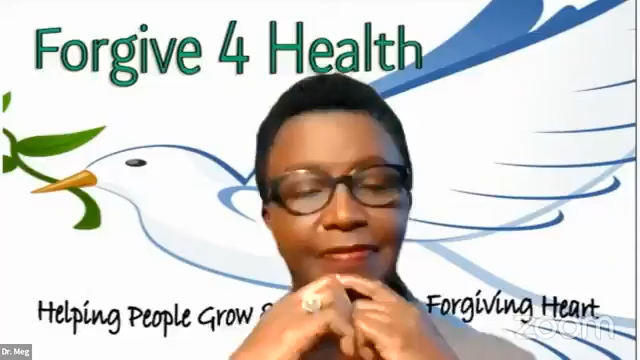 Forgive 4 Health
Helping People Grow
Forgiving Heart
zoom
Dr. Meg